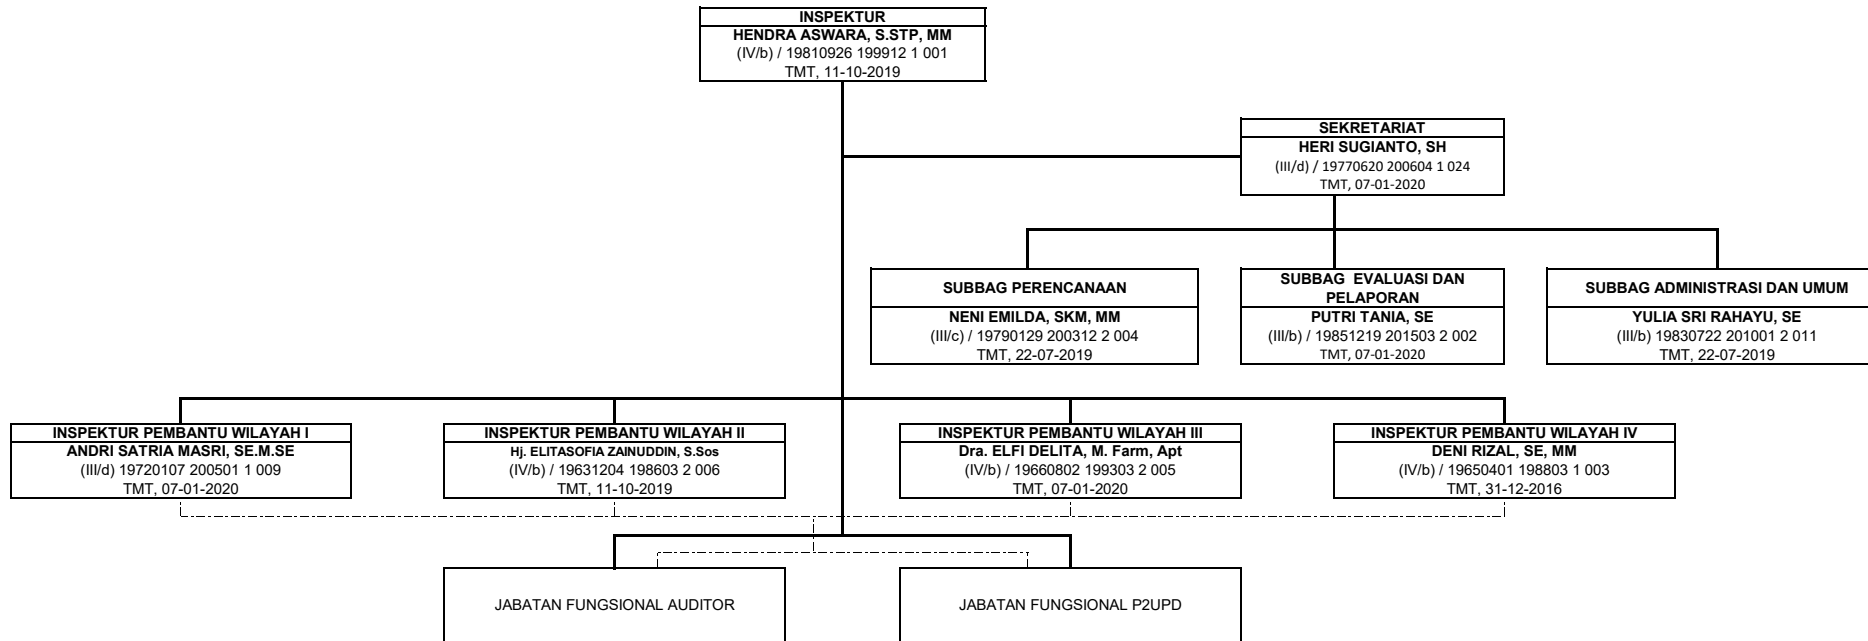 INSPEKTUR
HENDRA ASWARA, S.STP, MM
(IV/b) / 19810926 199912 1 001
TMT, 11-10-2019
SEKRETARIAT
HERI SUGIANTO, SH
(III/d) / 19770620 200604 1 024
TMT, 07-01-2020
SUBBAG PERENCANAAN
NENI EMILDA, SKM, MM
(III/c) / 19790129 200312 2 004
TMT, 22-07-2019
SUBBAG EVALUASI DAN
PELAPORAN
PUTRI TANIA, SE
(III/b) / 19851219 201503 2 002
TMT, 07-01-2020
SUBBAG ADMINISTRASI DAN UMUM
YULIA SRI RAHAYU, SE
(III/b) 19830722 201001 2 011
TMT, 22-07-2019
INSPEKTUR PEMBANTU WILAYAH I
ANDRI SATRIA MASRI, SE.M.SE
(III/d) 19720107 200501 1 009
TMT, 07-01-2020
INSPEKTUR PEMBANTU WILAYAH II
Hj. ELITASOFIA ZAINUDDIN, S.Sos
(IV/b) / 19631204 198603 2 006
TMT, 11-10-2019
INSPEKTUR PEMBANTU WILAYAH III
Dra. ELFI DELITA, M. Farm, Apt
(IV/b) / 19660802 199303 2 005
TMT, 07-01-2020
INSPEKTUR PEMBANTU WILAYAH IV
DENI RIZAL, SE, MM
(IV/b) / 19650401 198803 1 003
TMT, 31-12-2016
JABATAN FUNGSIONAL AUDITOR
JABATAN FUNGSIONAL P2UPD